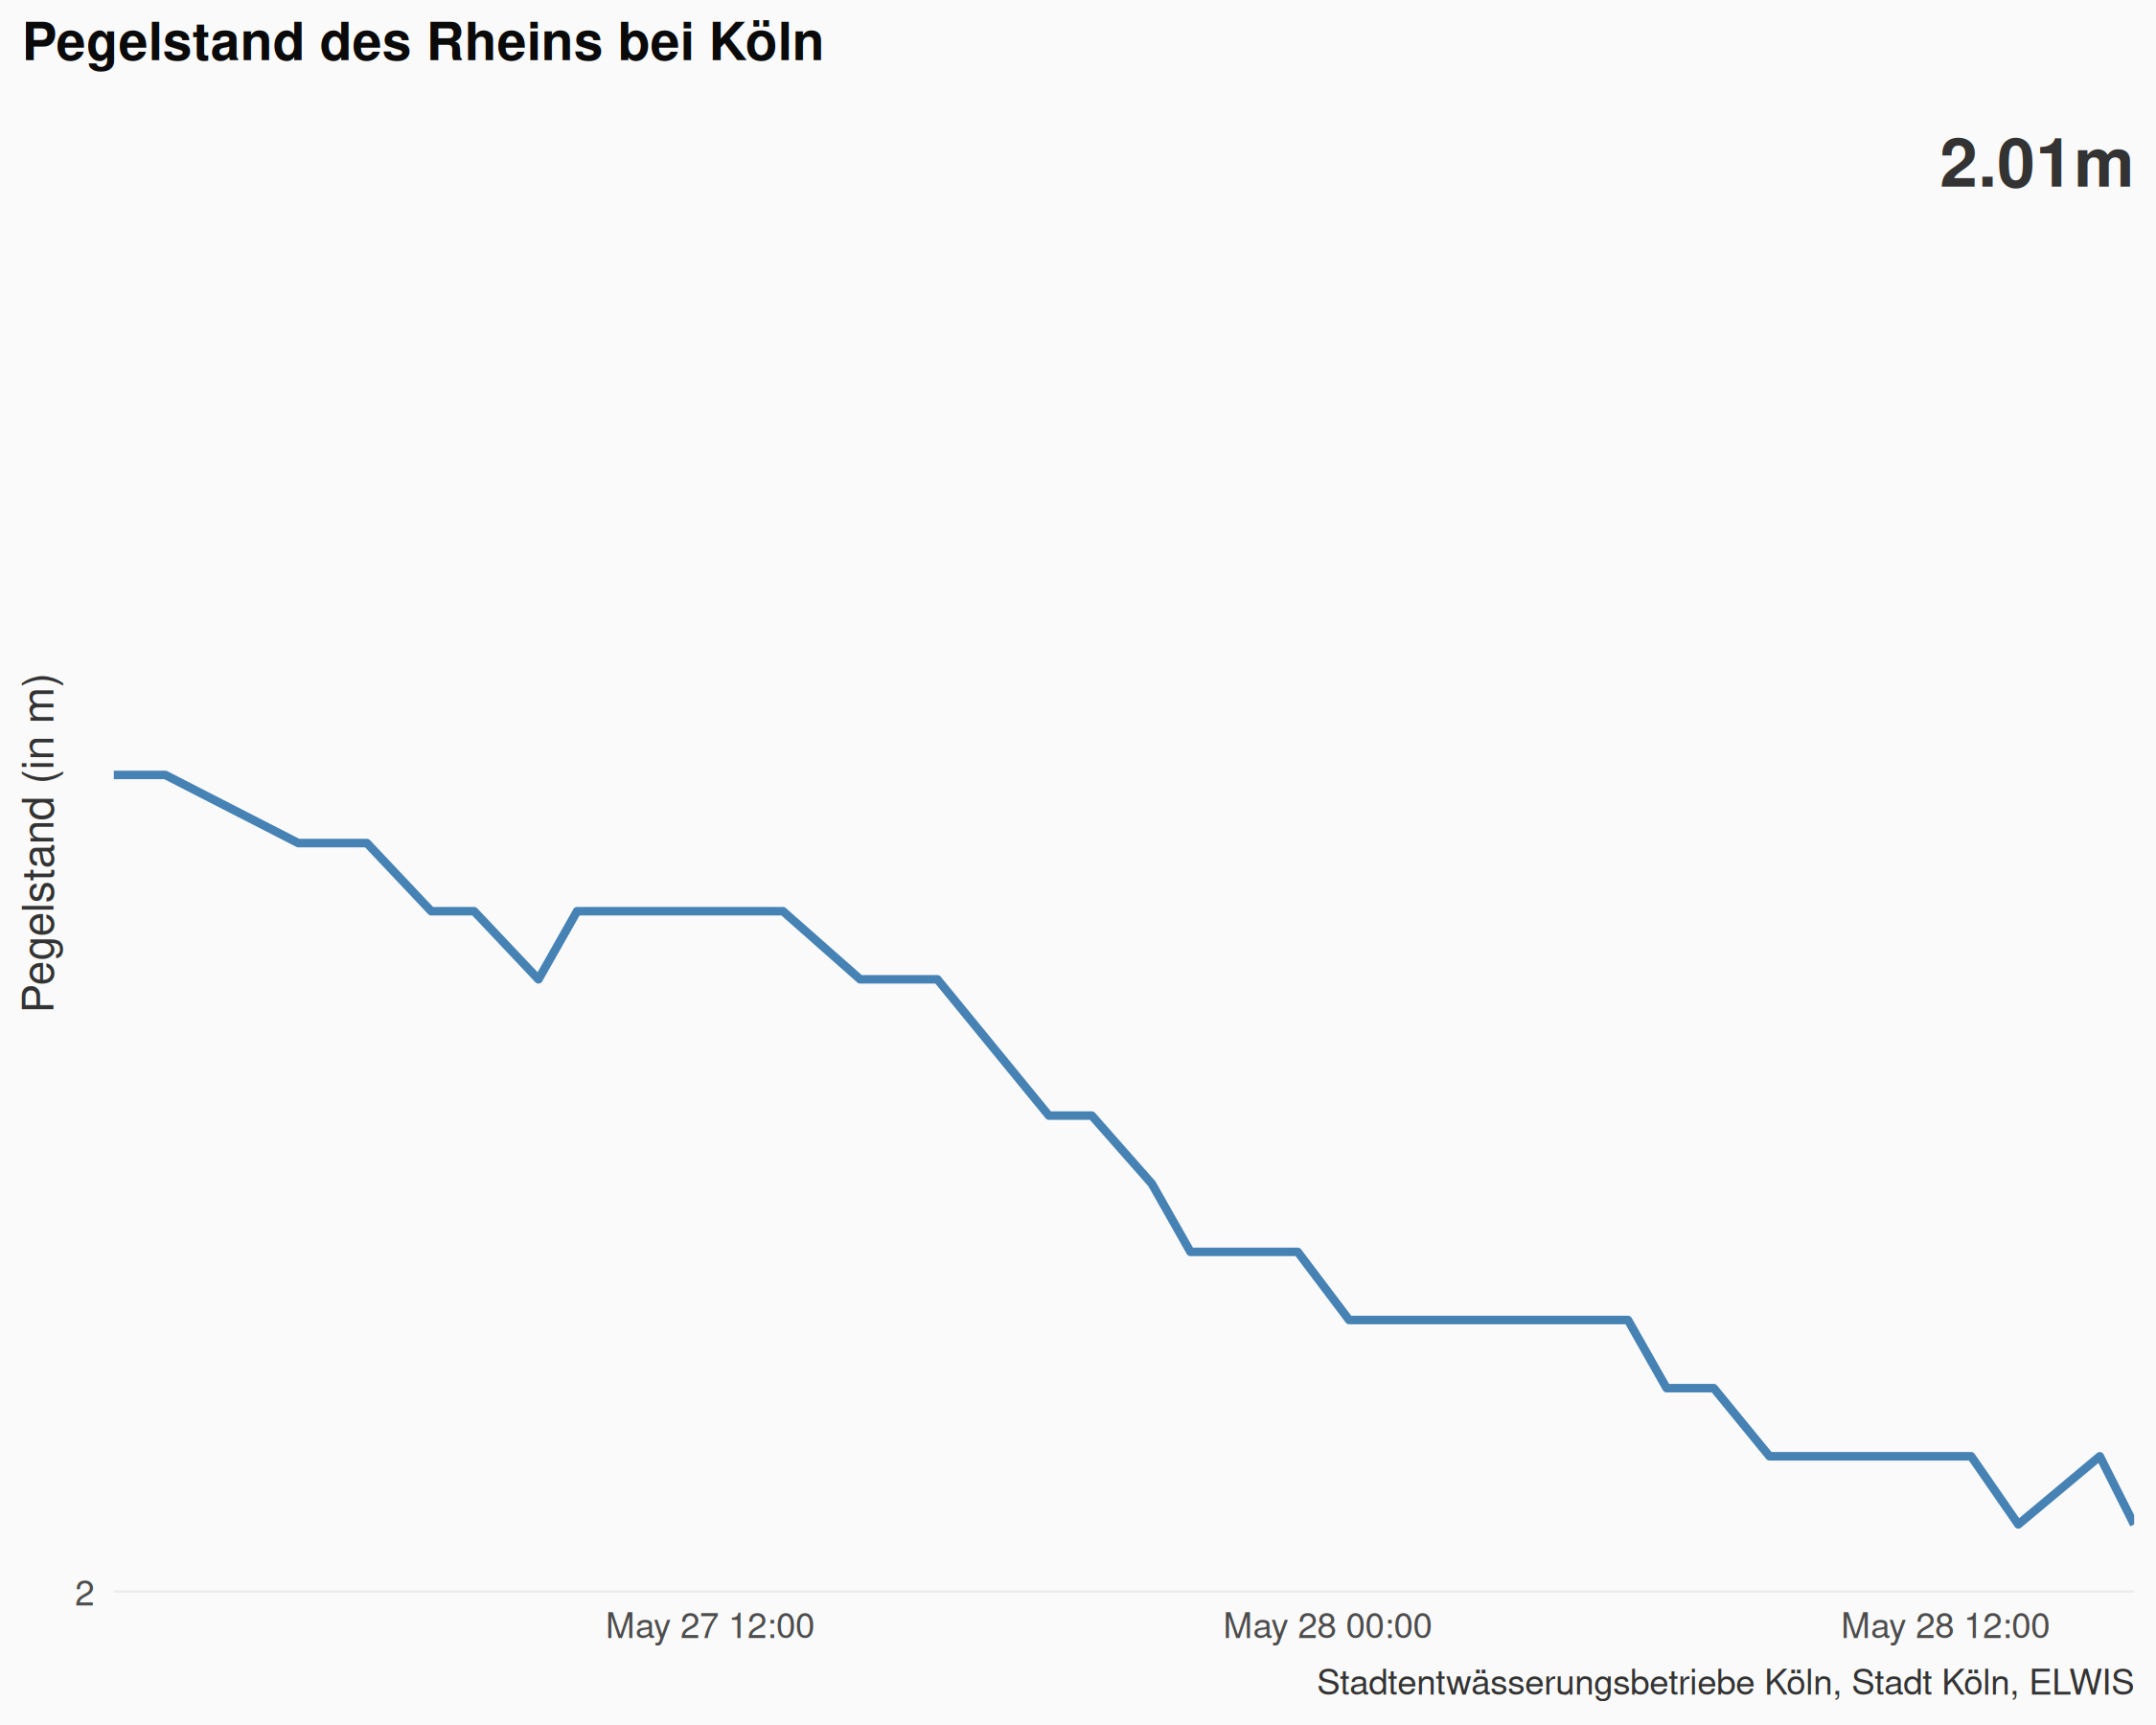 Pegelstand des Rheins bei Köln
2.01m
Pegelstand (in m)
2
May 27 12:00
May 28 00:00
May 28 12:00
Stadtentwässerungsbetriebe Köln, Stadt Köln, ELWIS